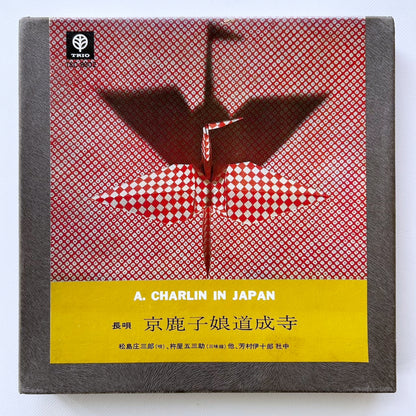 TRIO
A. CHARLIN IN JAPAN
長唄 京鹿子娘道成寺
松島庄三郎(唄)、杵屋五三助(三味線)他、芳村伊十郎 社中